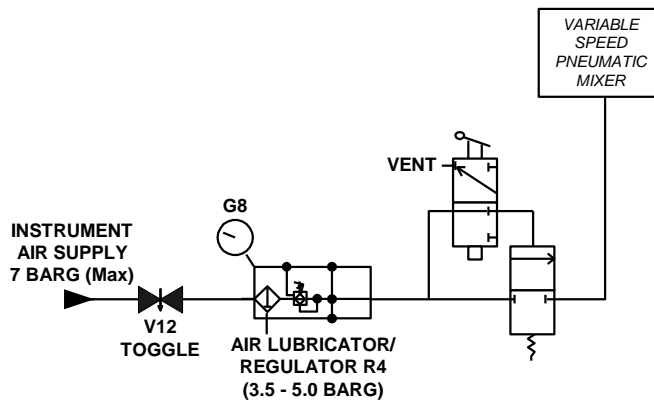 VARIABLE
SPEED
PNEUMATIC
MIXER
VENT
G8
INSTRUMENT
AIR SUPPLY
7 BARG (Max)
V12
TOGGLE
AIR LUBRICATOR/
REGULATOR R4
(3.5 - 5.0 BARG)